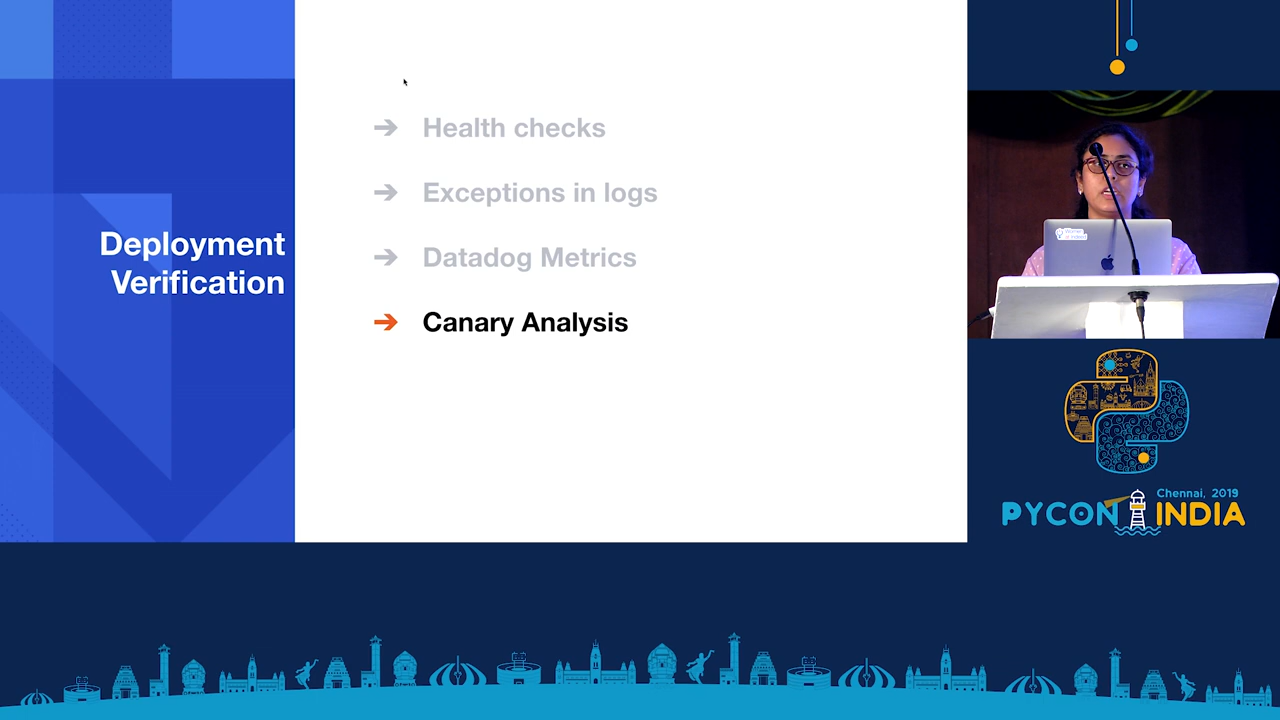 Deployment
Verification
➔ Health checks
➔ Exceptions in logs
➔ Datadog Metrics
➔ Canary Analysis
Chennai, 2019
PYCON INDIA